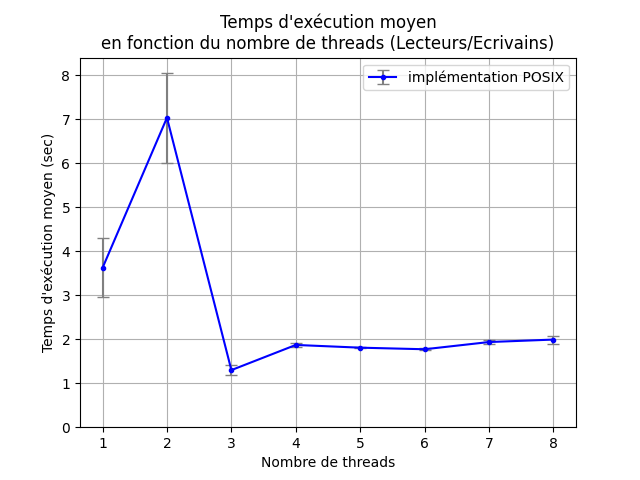 Temps d'exécution moyen
en fonction du nombre de threads (Lecteurs/Ecrivains)
implémentation POSIX
Temps d'exécution moyen (sec)
8
7
6
5
4
3
2
1
0
1 2 3 4 5 6 7 8
Nombre de threads